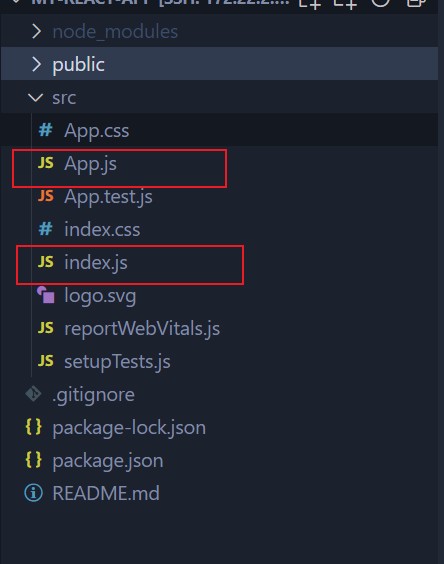 MY-REACT-APP [SSH: 172.22.2....
node_modules
public
src
# App.css
JS App.js
JS App.test.js
# index.css
JS index.js
logo.svg
JS reportWebVitals.js
JS setupTests.js
.gitignore
{} package-lock.json
{} package.json
README.md